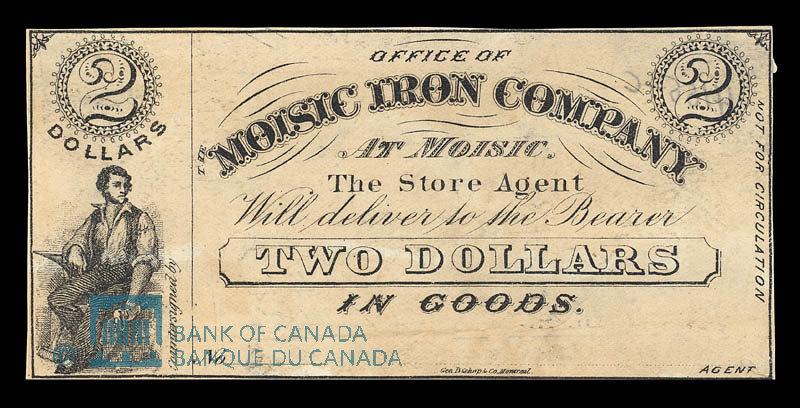 2
DOLLARS
OFFICE OF
THE MOISIC IRON COMPANY
AT MOISIC.
The Store Agent
Will deliver to the Bearer
TWO DOLLARS
IN GOODS.
2
NOT FOR CIRCULATION
No.
BANK OF CANADA
BANQUE DU CANADA
Geo. Bishop & Co. Montreal.
AGENT